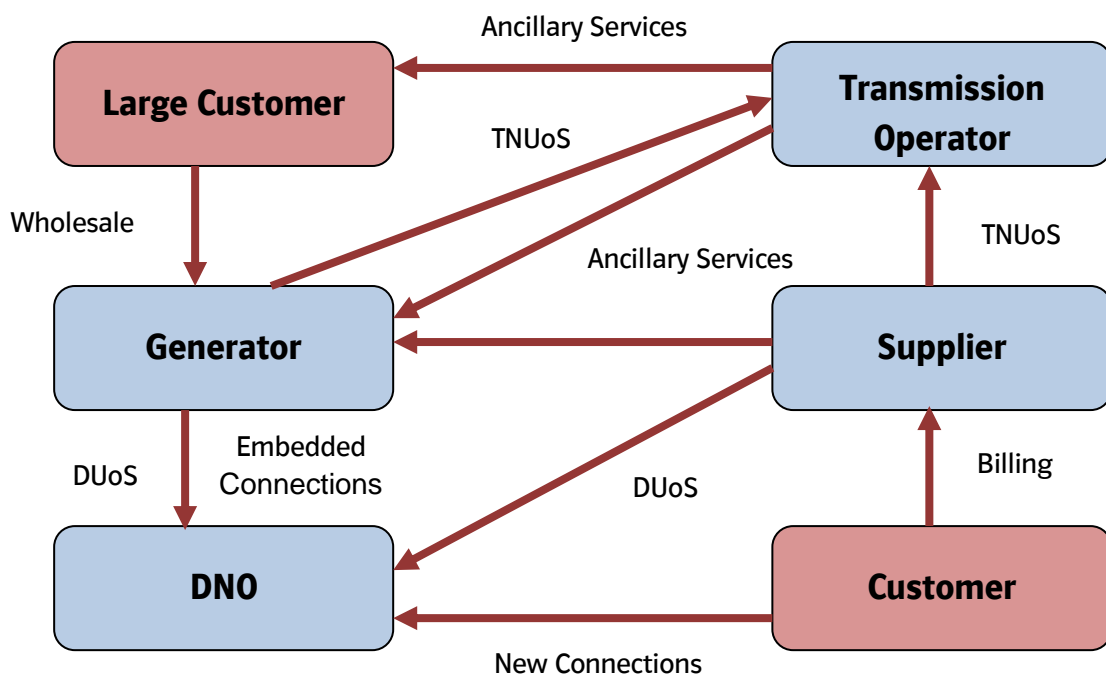 Ancillary Services
Large Customer
Transmission
Operator
TNUoS
Wholesale
TNUoS
Ancillary Services
Generator
Supplier
Embedded
Connections
DUoS
DUoS
Billing
DNO
Customer
New Connections